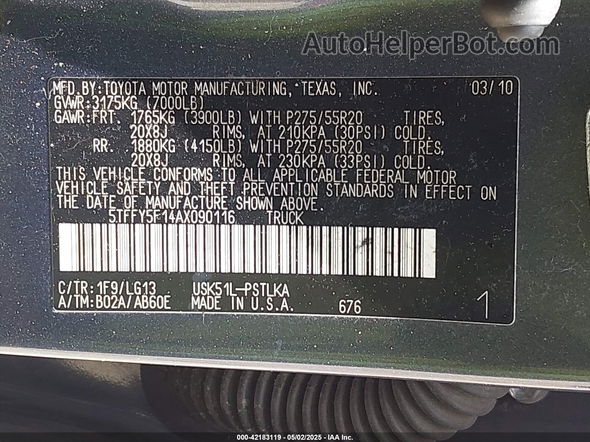 AutoHelperBot.com
MFD.BY:TOYOTA MOTOR MANUFACTURING, TEXAS, INC. 03/10
GVWR:3175KG (7000LB)
GAWR:FRT. 1765KG (3900LB) WITH P275/55R20 TIRES,
20X8J RIMS, AT 210KPA (30PSI) COLD.
RR. 1880KG (4150LB) WITH P275/55R20 TIRES,
20X8J RIMS, AT 230KPA (33PSI) COLD.
THIS VEHICLE CONFORMS TO ALL APPLICABLE FEDERAL MOTOR
VEHICLE SAFETY AND THEFT PREVENTION STANDARDS IN EFFECT ON
THE DATE OF MANUFACTURE SHOWN ABOVE.
5TFFY5F14AX090116 TRUCK
C/TR:1F9/LG13 USK51L-PSTLKA
A/TM:B02A/AB60E MADE IN U.S.A. 676 1
000-42183119 - 05/02/2025 - IAA Inc.